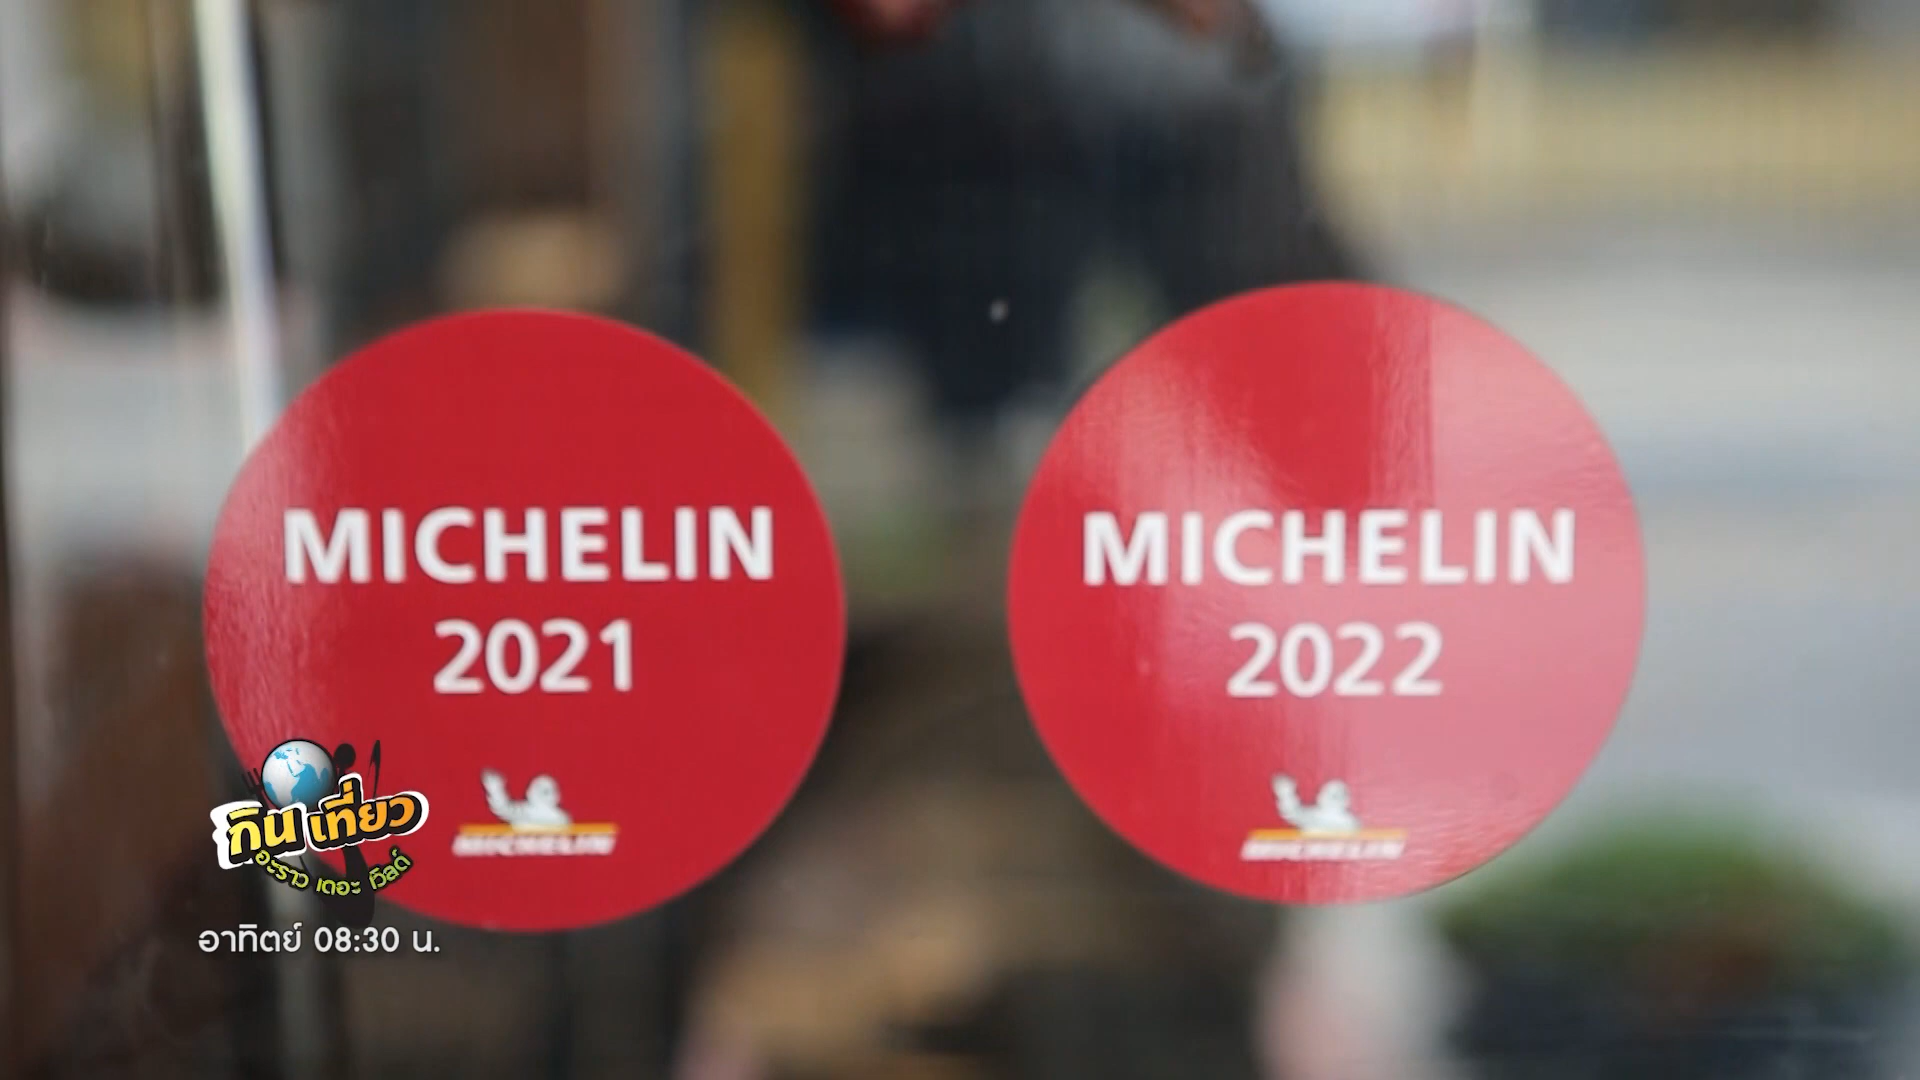 MICHELIN
2021
MICHELIN
MICHELIN
2022
MICHELIN
กิน เที่ยว
อะราว เดอะ เวิลด์
อาทิตย์ 08:30 น.